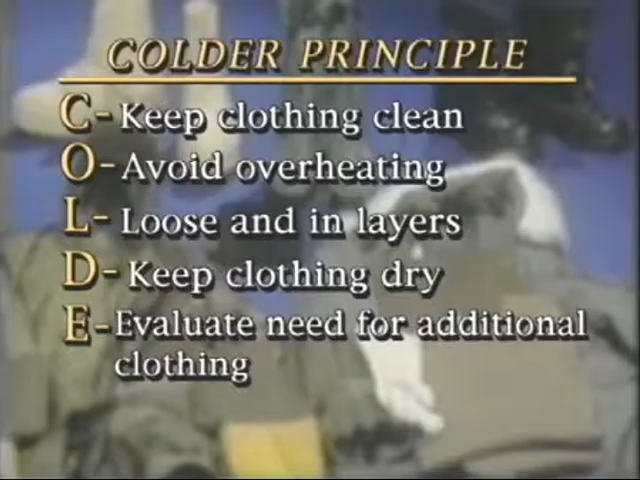 COLDER PRINCIPLE
C- Keep clothing clean
O- Avoid overheating
L- Loose and in layers
D- Keep clothing dry
E- Evaluate need for additional
clothing